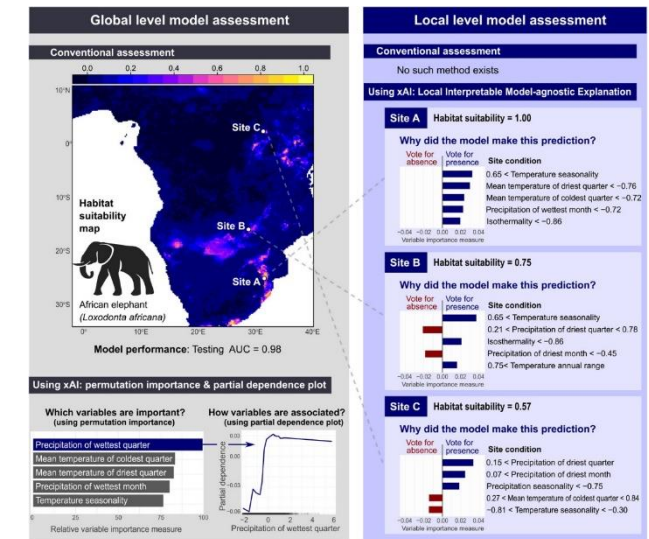 Global level model assessment
Conventional assessment
0.0 0.2 0.4 0.6 0.8 1.0
10°N
0°
10°S
20°S
30°S
Site C
Site B
Site A
Habitat
suitability
map
African elephant
(Loxodonta africana)
0° 10°E 20°E 30°E 40°E
Model performance: Testing AUC = 0.98
Using xAI: permutation importance & partial dependence plot
Which variables are important?
(using permutation importance)
Precipitation of wettest quarter
Mean temperature of coldest quarter
Mean temperature of driest quarter
Precipitation of wettest month
Temperature seasonality
0 25 50 75 100
Relative variable importance measure
How variables are associated?
(using partial dependence plot)
Partial dependence
0.03
0.00
−0.03
−0.06
−2 0 2 4 6
Precipitation of wettest quarter
Local level model assessment
Conventional assessment
No such method exists
Using xAI: Local Interpretable Model-agnostic Explanation
Site A Habitat suitability = 1.00
Why did the model make this prediction?
Vote for absence
Vote for presence
Site condition
0.65 < Temperature seasonality
Mean temperature of driest quarter < −0.76
Mean temperature of coldest quarter < −0.72
Precipitation of wettest month < −0.72
Isothermality < −0.86
−0.04 −0.02 0.00 0.02 0.04
Variable importance measure
Site B Habitat suitability = 0.75
Why did the model make this prediction?
Vote for absence
Vote for presence
Site condition
0.65 < Temperature seasonality
0.21 < Precipitation of driest quarter < 0.78
Isothermality < −0.86
Precipitation of driest month < −0.45
0.75< Temperature annual range
−0.04 −0.02 0.00 0.02 0.04
Variable importance measure
Site C Habitat suitability = 0.57
Why did the model make this prediction?
Vote for absence
Vote for presence
Site condition
0.15 < Precipitation of driest quarter
0.07 < Precipitation of driest month
Precipitation seasonality < −0.75
0.27 < Mean temperature of coldest quarter < 0.84
−0.81 < Temperature seasonality < −0.30
−0.04 −0.02 0.00 0.02 0.04
Variable importance measure